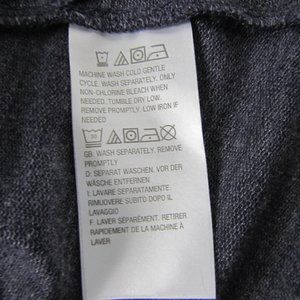 MACHINE WASH COLD GENTLE
CYCLE. WASH SEPARATELY. ONLY
NON-CHLORINE BLEACH WHEN
NEEDED. TUMBLE DRY LOW.
REMOVE PROMPTLY. LOW IRON IF
NEEDED
GB: WASH SEPARATELY. REMOVE
PROMPTLY
D: SEPARAT WASCHEN, VOR DER
WÄSCHE ENTFERNEN
I: LAVARE SEPARATAMENTE.
RIMUOVERE SUBITO DOPO IL
LAVAGGIO
F: LAVER SÉPARÉMENT. RETIRER
RAPIDEMENT DE LA MACHINE À
LAVER